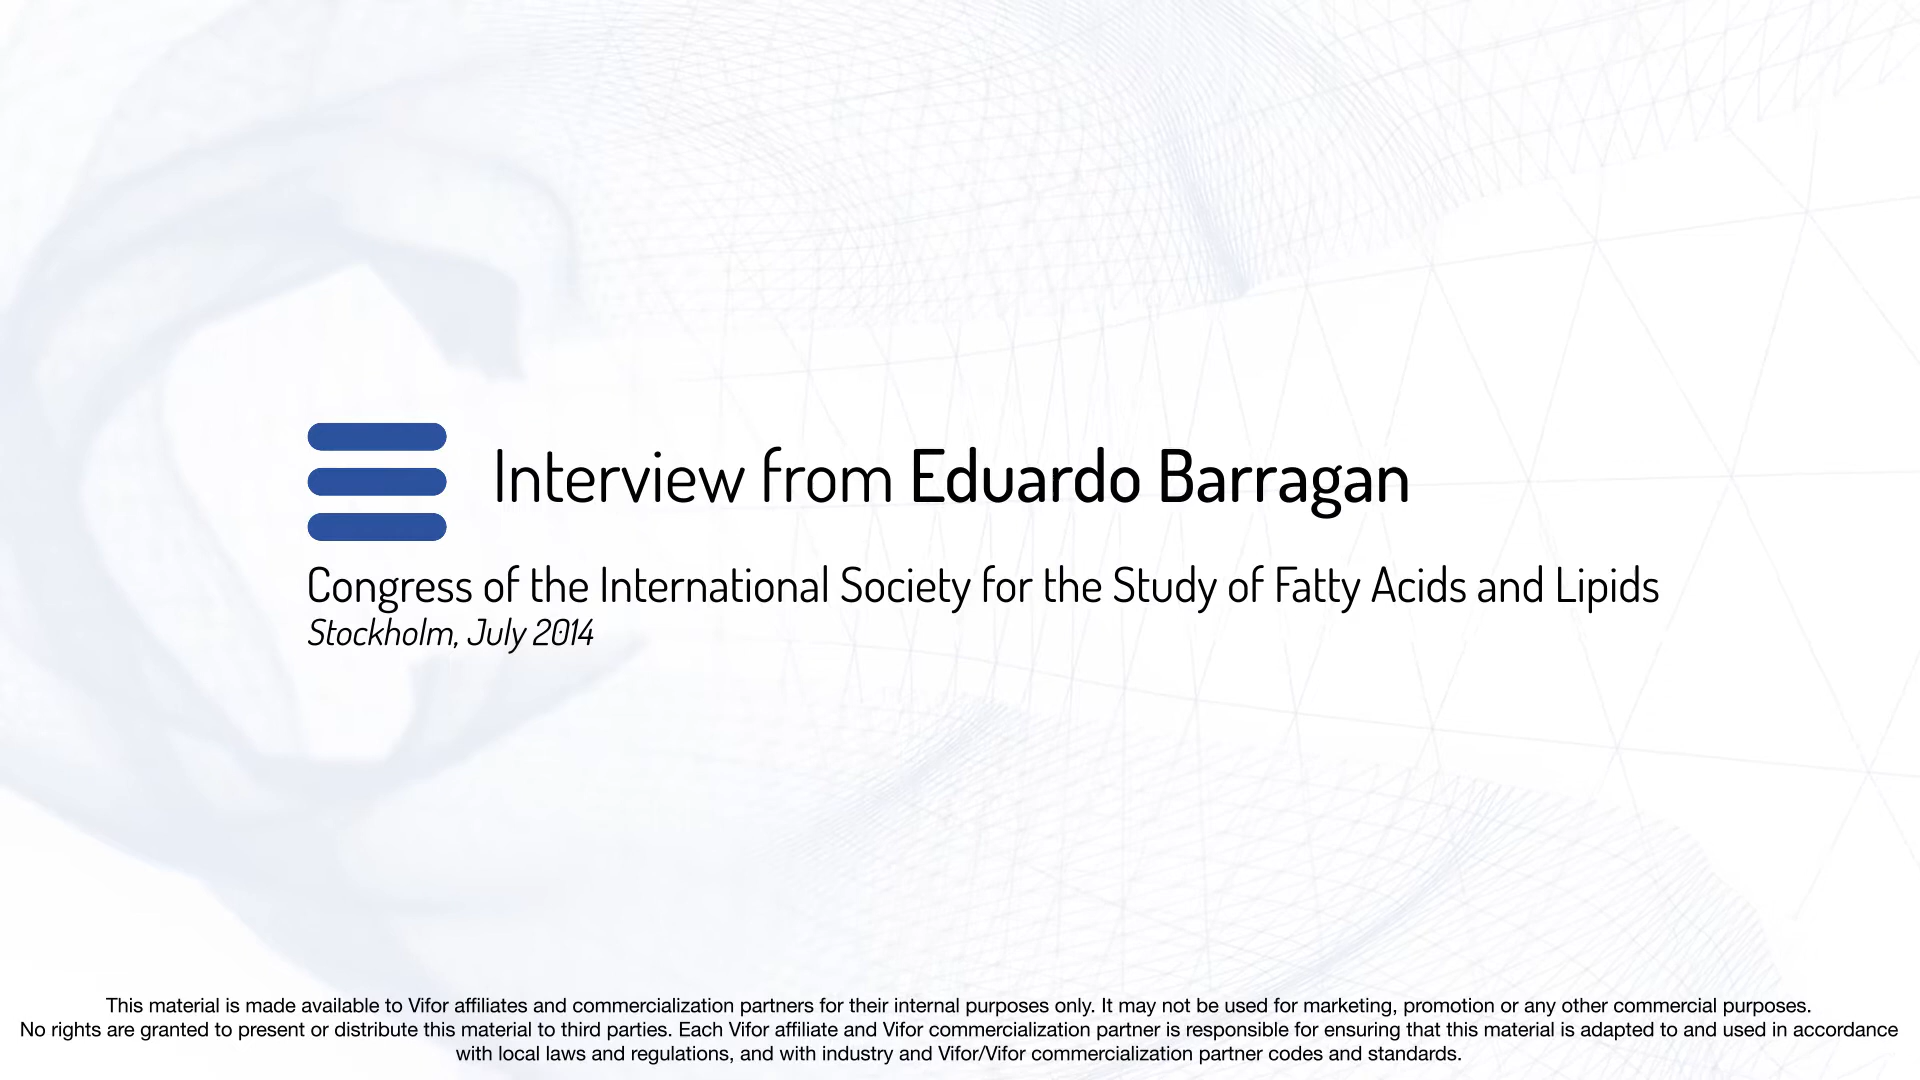 Interview from Eduardo Barragan
Congress of the International Society for the Study of Fatty Acids and Lipids
Stockholm, July 2014
This material is made available to Vifor affiliates and commercialization partners for their internal purposes only. It may not be used for marketing, promotion or any other commercial purposes.
No rights are granted to present or distribute this material to third parties. Each Vifor affiliate and Vifor commercialization partner is responsible for ensuring that this material is adapted to and used in accordance
with local laws and regulations, and with industry and Vifor/Vifor commercialization partner codes and standards.